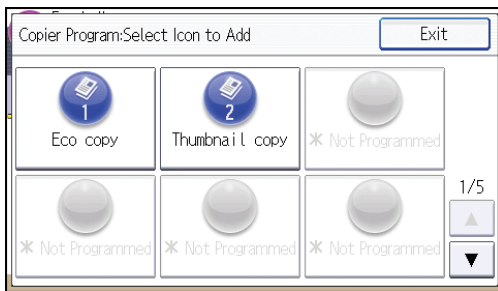 Copier Program:Select Icon to Add
Exit
1
Eco copy
2
Thumbnail copy
* Not Programmed
1/5
* Not Programmed
* Not Programmed
* Not Programmed